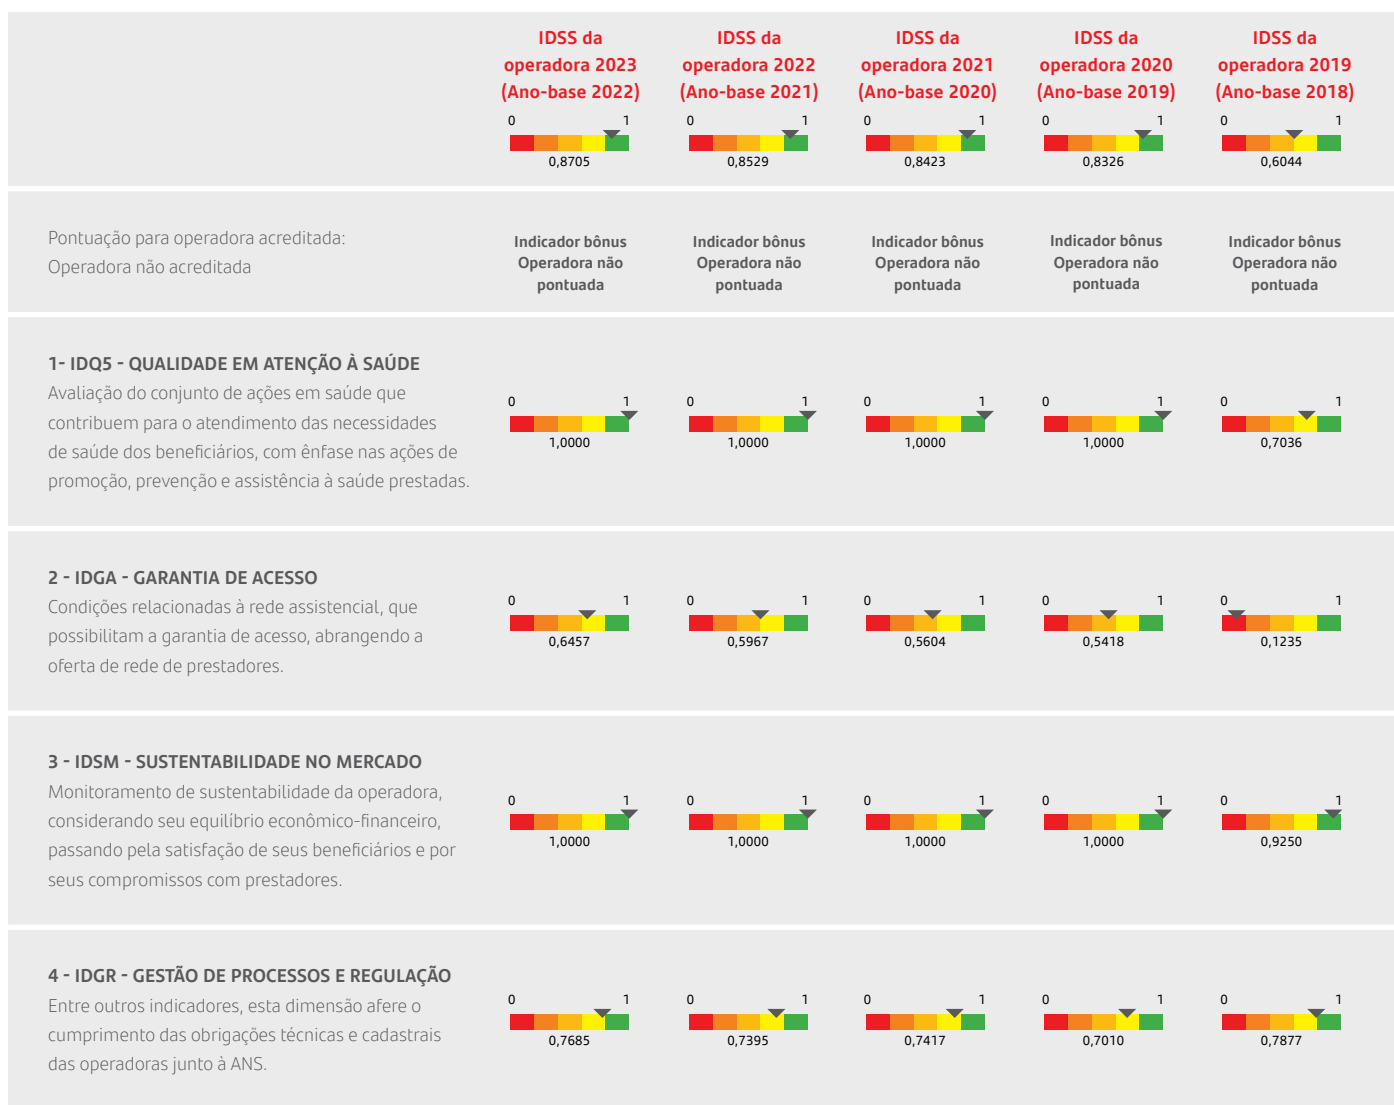 IDSS da
operadora 2023
(Ano-base 2022)
0 1
0,8705
IDSS da
operadora 2022
(Ano-base 2021)
0 1
0,8529
IDSS da
operadora 2021
(Ano-base 2020)
0 1
0,8423
IDSS da
operadora 2020
(Ano-base 2019)
0 1
0,8326
IDSS da
operadora 2019
(Ano-base 2018)
0 1
0,6044
Pontuação para operadora acreditada:
Operadora não acreditada
Indicador bônus
Operadora não
pontuada
Indicador bônus
Operadora não
pontuada
Indicador bônus
Operadora não
pontuada
Indicador bônus
Operadora não
pontuada
Indicador bônus
Operadora não
pontuada
1- IDQ5 - QUALIDADE EM ATENÇÃO À SAÚDE
Avaliação do conjunto de ações em saúde que
contribuem para o atendimento das necessidades
de saúde dos beneficiários, com ênfase nas ações de
promoção, prevenção e assistência à saúde prestadas.
0 1
1,0000
0 1
1,0000
0 1
1,0000
0 1
1,0000
0 1
0,7036
2 - IDGA - GARANTIA DE ACESSO
Condições relacionadas à rede assistencial, que
possibilitam a garantia de acesso, abrangendo a
oferta de rede de prestadores.
0 1
0,6457
0 1
0,5967
0 1
0,5604
0 1
0,5418
0 1
0,1235
3 - IDSM - SUSTENTABILIDADE NO MERCADO
Monitoramento de sustentabilidade da operadora,
considerando seu equilíbrio econômico-financeiro,
passando pela satisfação de seus beneficiários e por
seus compromissos com prestadores.
0 1
1,0000
0 1
1,0000
0 1
1,0000
0 1
1,0000
0 1
0,9250
4 - IDGR - GESTÃO DE PROCESSOS E REGULAÇÃO
Entre outros indicadores, esta dimensão afere o
cumprimento das obrigações técnicas e cadastrais
das operadoras junto à ANS.
0 1
0,7685
0 1
0,7395
0 1
0,7417
0 1
0,7010
0 1
0,7877